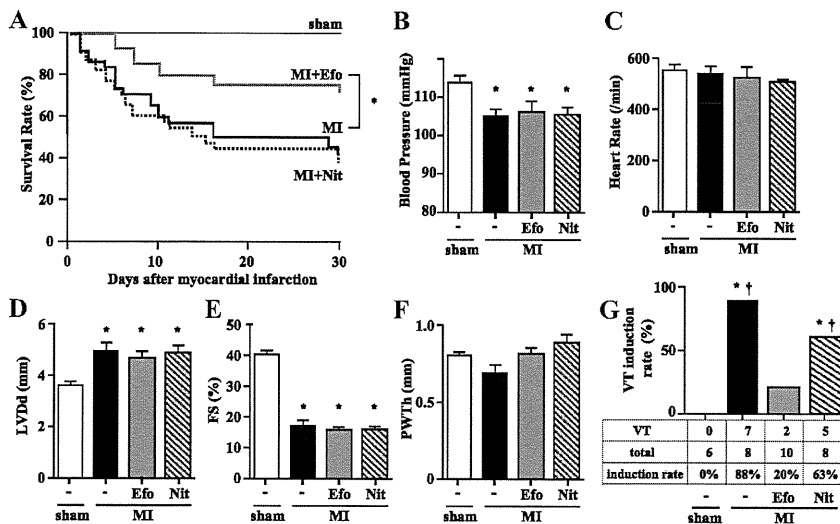 A
sham
MI+Efo
*
MI
MI+Nit
Survival Rate (%)
100
80
60
40
20
0
0 10 20 30
Days after myocardial infarction
B
Blood Pressure (mmHg)
120
110
100
90
80
* * *
- - Efo Nit
sham MI
C
Heart Rate (/min)
600
400
200
0
- - Efo Nit
sham MI
D
LVDd (mm)
6
4
2
0
* * *
- - Efo Nit
sham MI
E
FS (%)
50
40
30
20
10
0
* * *
- - Efo Nit
sham MI
F
PWTh (mm)
1.0
0.5
0
- - Efo Nit
sham MI
G
VT induction
rate (%)
100
50
0
* † * †
VT 0 7 2 5
total 6 8 10 8
induction rate 0% 88% 20% 63%
- - Efo Nit
sham MI